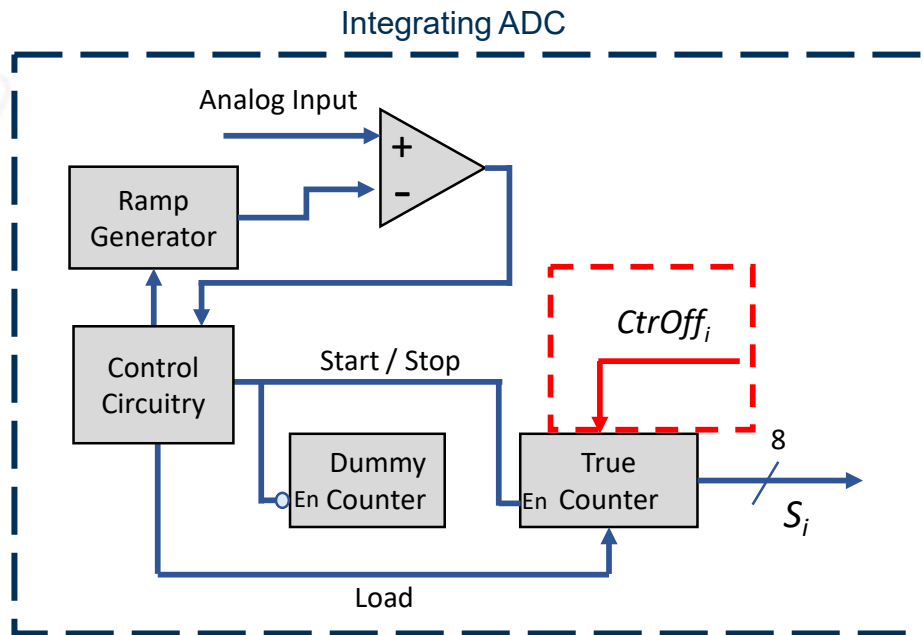 Integrating ADC
Analog Input
+
-
Ramp
Generator
CtrOffᵢ
Control
Circuitry
Start / Stop
8
Dummy
Counter
En
True
Counter
En
Sᵢ
Load